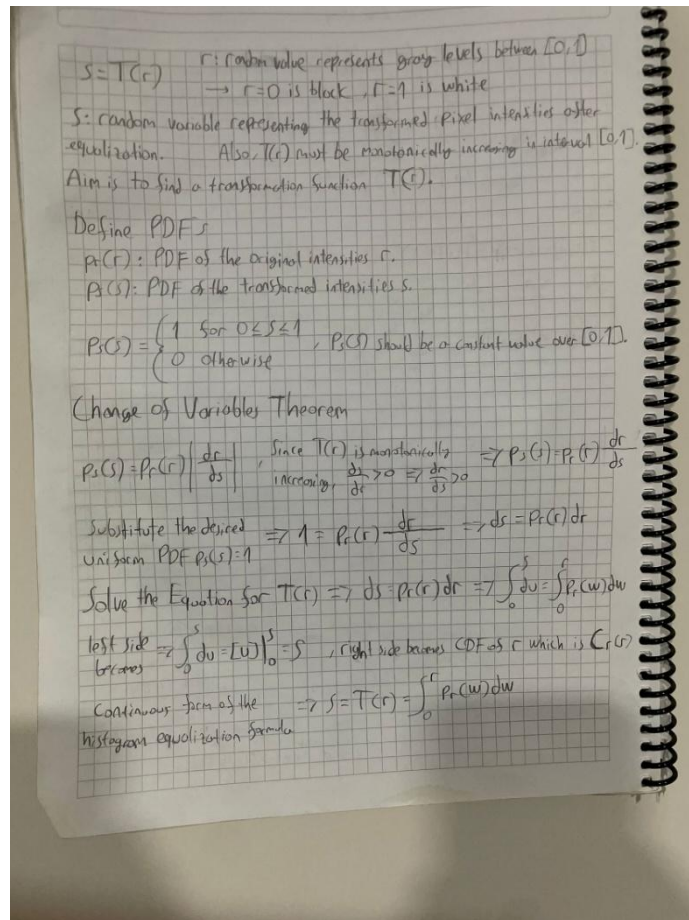 S=T(r) r: random value represents gray levels between [0,1]
→ r=0 is black, r=1 is white
S: random variable representing the transformed pixel intensities after
equalization. Also, T(r) must be monotonically increasing in interval [0,1].
Aim is to find a transformation function T(r).
Define PDFs
pr(r): PDF of the original intensities r.
ps(s): PDF of the transformed intensities s.
Ps(s) = { 1 for 0≤s≤1
0 otherwise , Ps(s) should be a constant value over [0,1].
Change of Variables Theorem
ps(s)=pr(r)|dr/ds|, Since T(r) is monotonically increasing, ds/dr>0 => dr/ds>0 => ps(s)=pr(r) dr/ds
Substitute the desired
uniform PDF ps(s)=1 => 1=pr(r) dr/ds => ds=pr(r)dr
Solve the Equation for T(r) => ds=pr(r)dr => ∫₀ˢ du=∫₀ʳ pr(w)dw
left side
becomes => ∫₀ˢ du=[u]|₀ˢ=s, right side becomes CDF of r which is Cr(r)
Continuous form of the => s=T(r)=∫₀ʳ pr(w)dw
histogram equalization formula